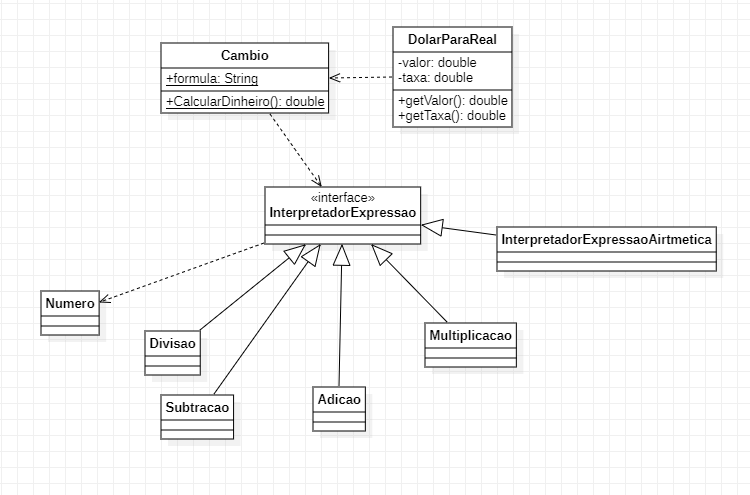 Cambio
+formula: String
+CalcularDinheiro(): double
DolarParaReal
-valor: double
-taxa: double
+getValor(): double
+getTaxa(): double
«interface»
InterpretadorExpressao
InterpretadorExpressaoAirtmetica
Numero
Divisao
Multiplicacao
Subtracao
Adicao